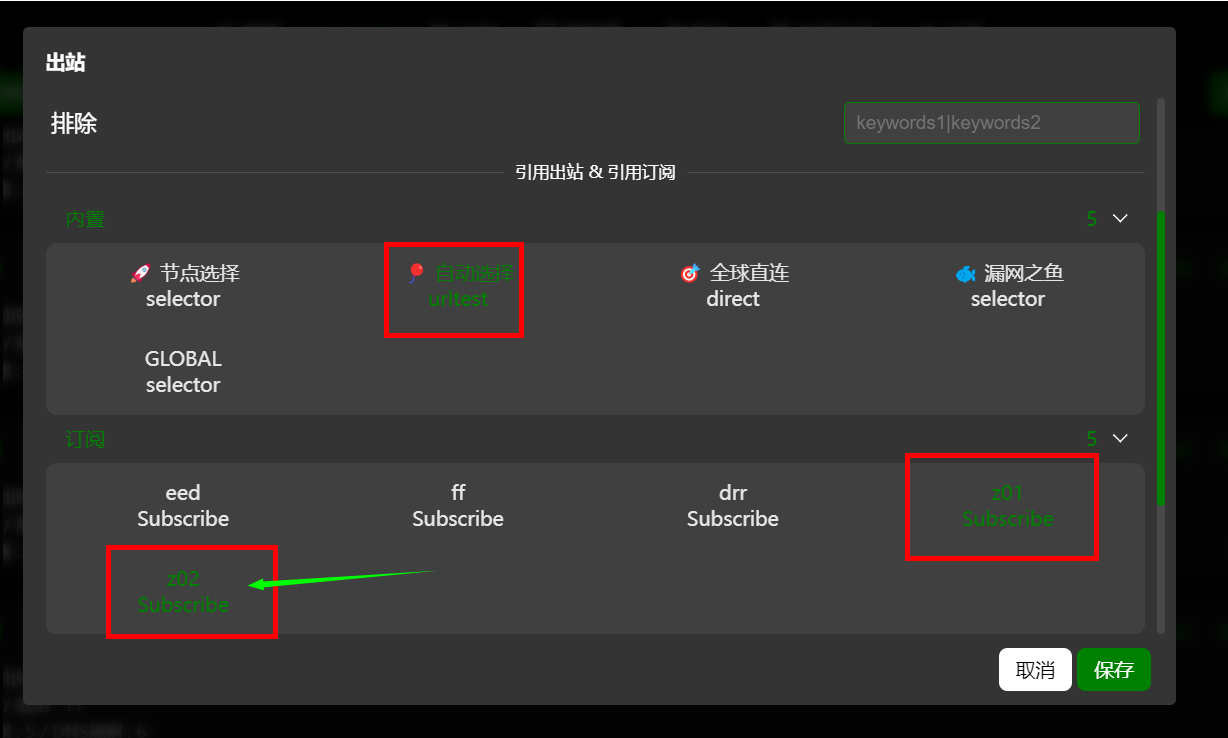 出站
排除
keywords1|keywords2
引用出站 & 引用订阅
内置
5
🚀 节点选择
selector
🎈 自动选择
urltest
🎯 全球直连
direct
🐟 漏网之鱼
selector
GLOBAL
selector
订阅
5
eed
Subscribe
ff
Subscribe
drr
Subscribe
z01
Subscribe
z02
Subscribe
取消
保存